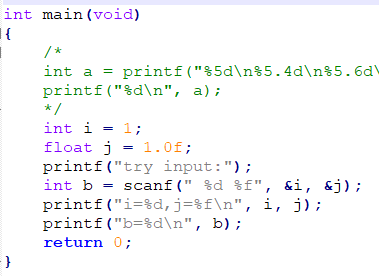 int main(void)
{
/*
int a = printf("%5d\n%5.4d\n%5.6d\
printf("%d\n", a);
*/
int i = 1;
float j = 1.0f;
printf("try input:");
int b = scanf(" %d %f", &i, &j);
printf("i=%d,j=%f\n", i, j);
printf("b=%d\n", b);
return 0;
}